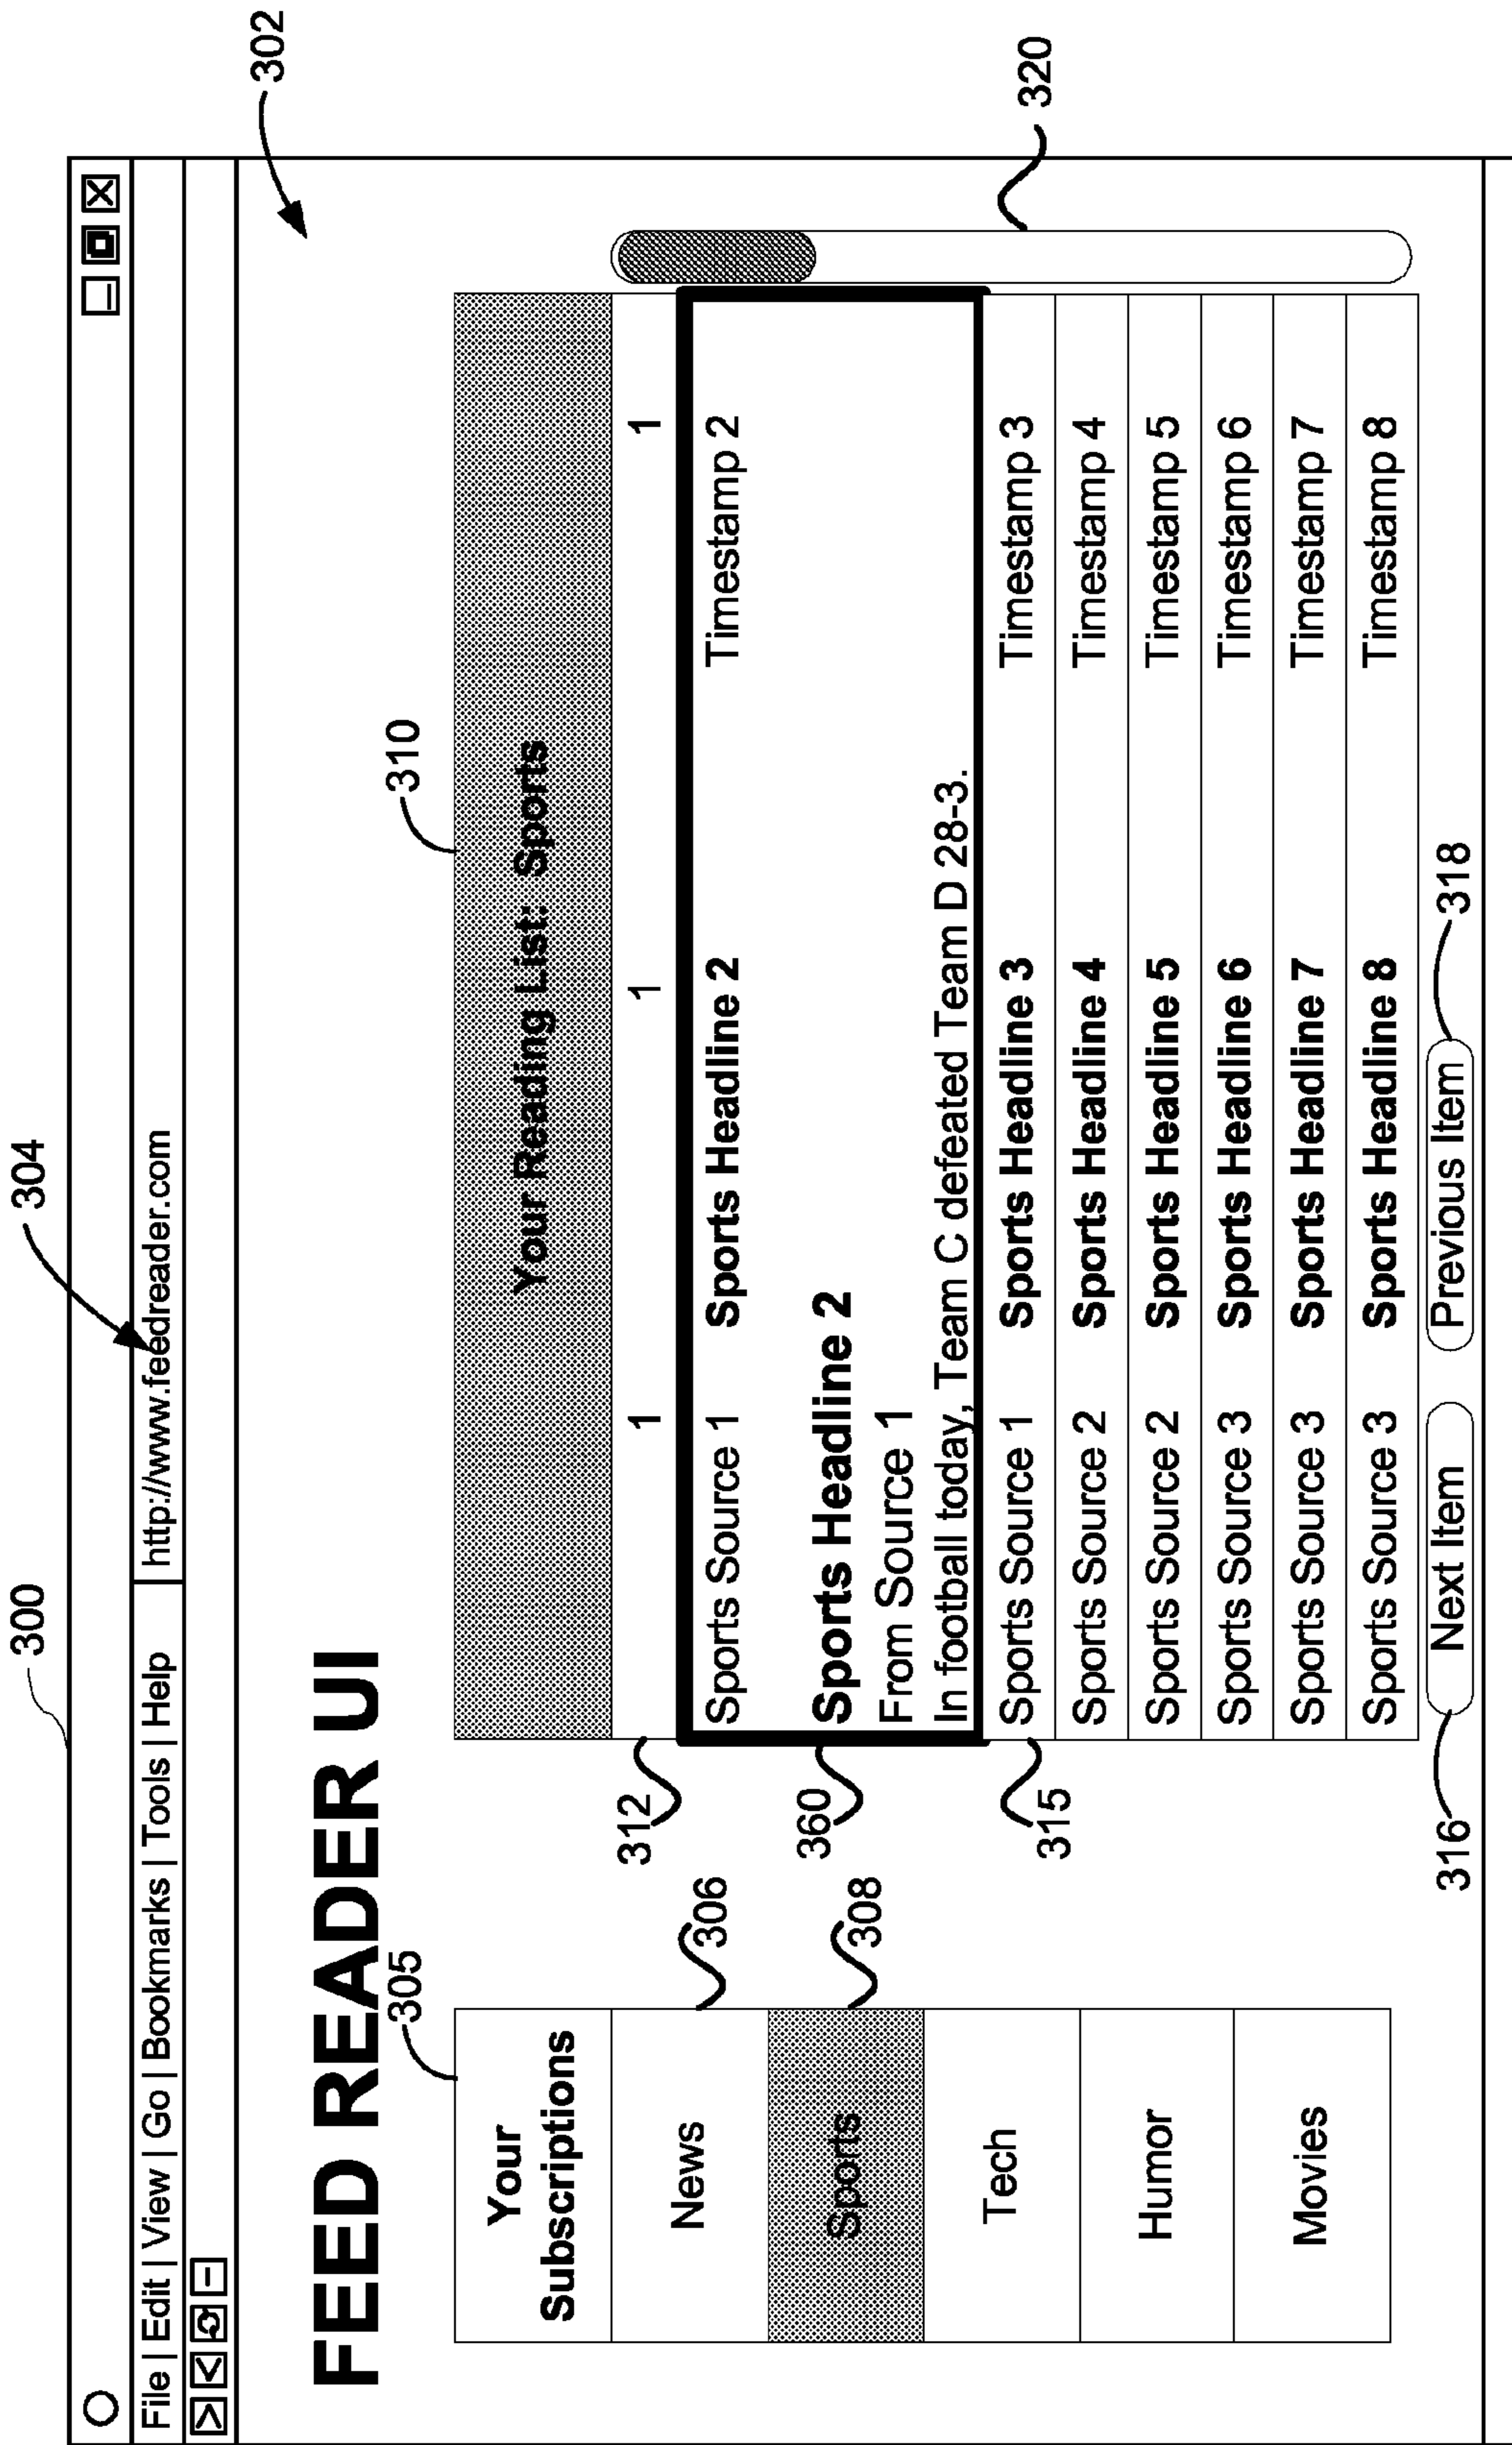 300
304
302
File | Edit | View | Go | Bookmarks | Tools | Help
http://www.feedreader.com
FEED READER UI
305
310
Your
Subscriptions
News
306
Sports
308
Tech
Humor
Movies
Your Reading List: Sports
312
1 1 1
360
Sports Source 1 Sports Headline 2 Timestamp 2
Sports Headline 2
From Source 1
In football today, Team C defeated Team D 28-3.
315
Sports Source 1 Sports Headline 3 Timestamp 3
Sports Source 2 Sports Headline 4 Timestamp 4
Sports Source 2 Sports Headline 5 Timestamp 5
Sports Source 3 Sports Headline 6 Timestamp 6
Sports Source 3 Sports Headline 7 Timestamp 7
Sports Source 3 Sports Headline 8 Timestamp 8
320
316
Next Item
Previous Item
318